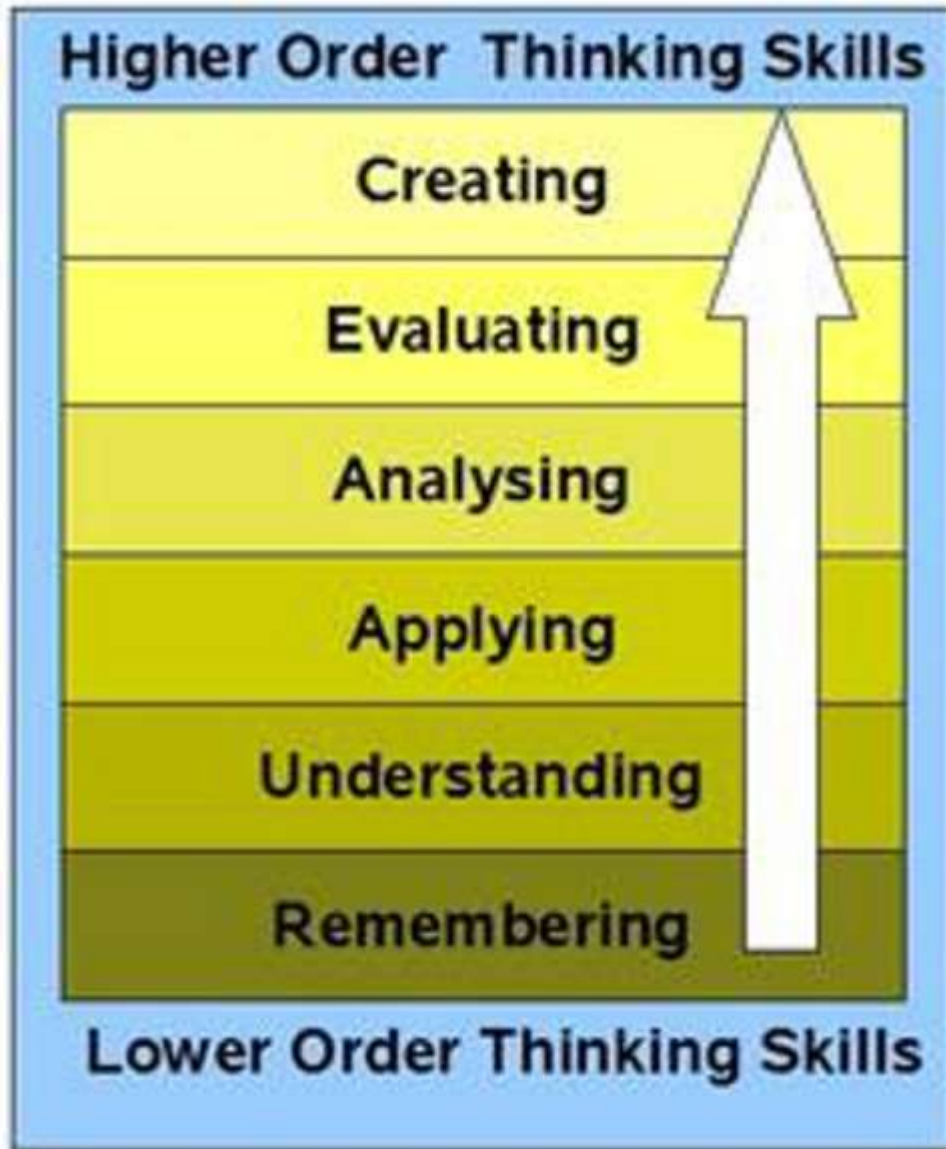 Higher Order Thinking Skills
Creating
Evaluating
Analysing
Applying
Understanding
Remembering
Lower Order Thinking Skills